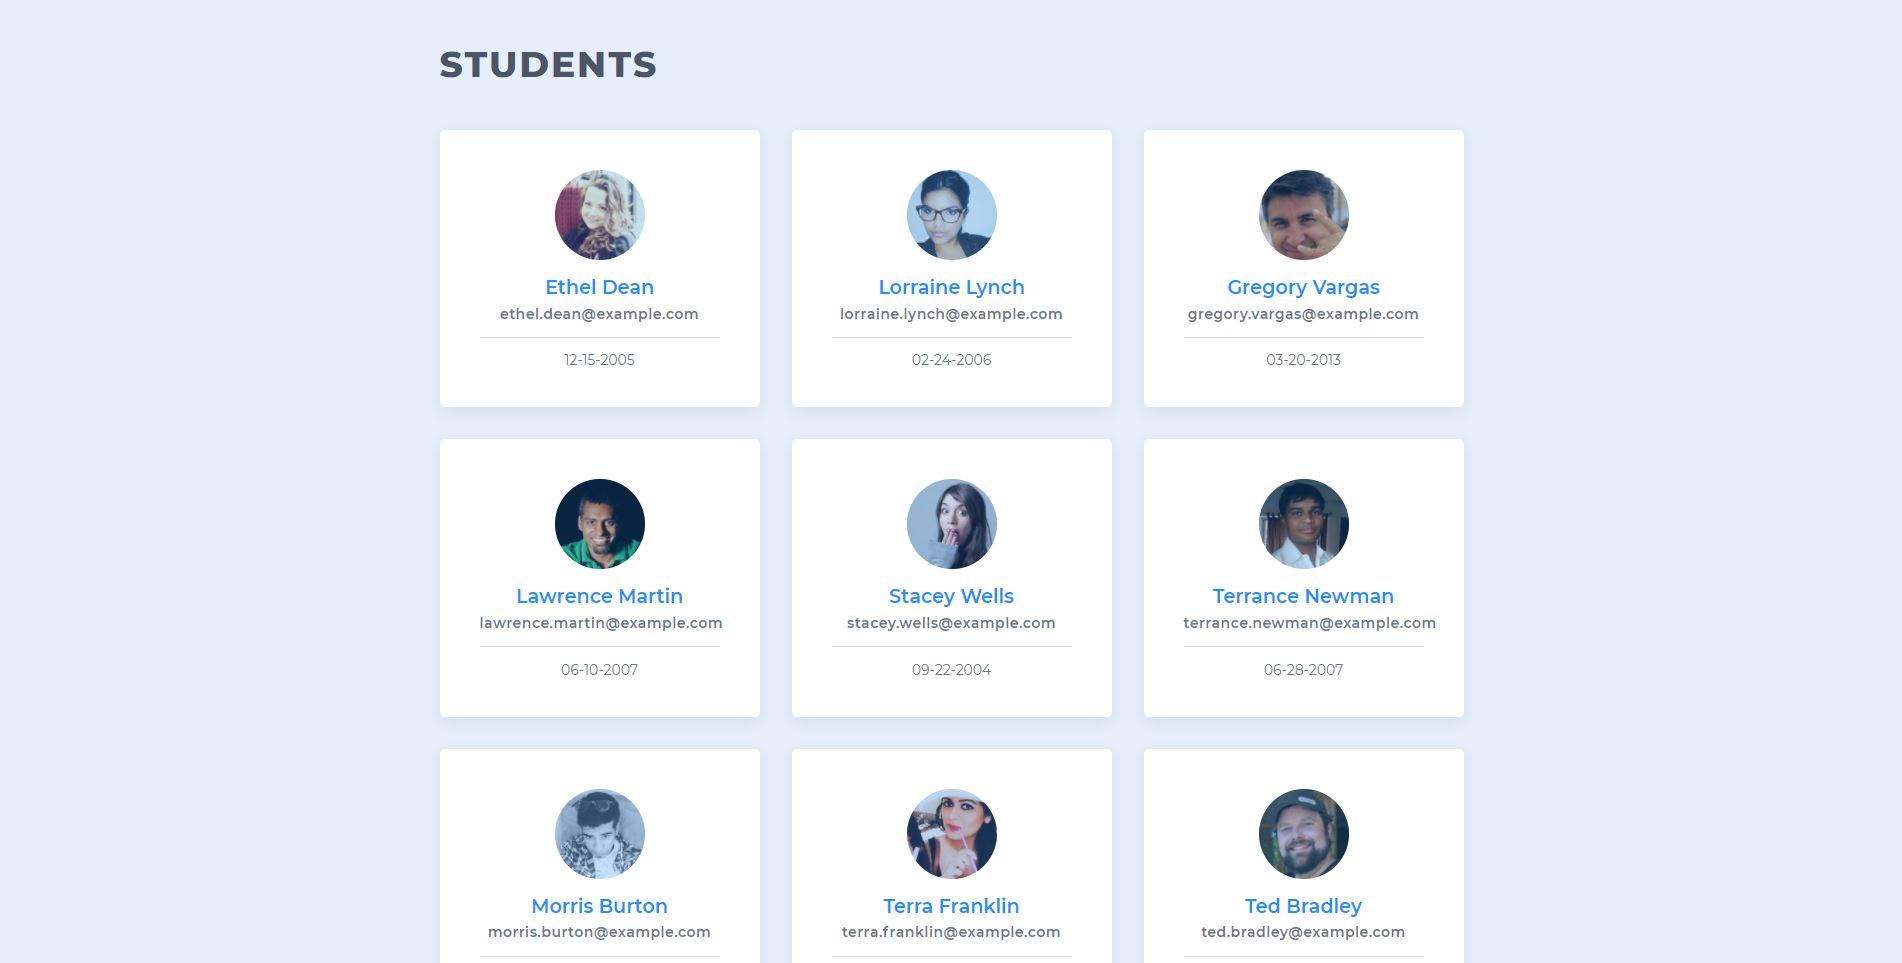 STUDENTS
Ethel Dean
ethel.dean@example.com
12-15-2005
Lorraine Lynch
lorraine.lynch@example.com
02-24-2006
Gregory Vargas
gregory.vargas@example.com
03-20-2013
Lawrence Martin
lawrence.martin@example.com
06-10-2007
Stacey Wells
stacey.wells@example.com
09-22-2004
Terrance Newman
terrance.newman@example.com
06-28-2007
Morris Burton
morris.burton@example.com
Terra Franklin
terra.franklin@example.com
Ted Bradley
ted.bradley@example.com